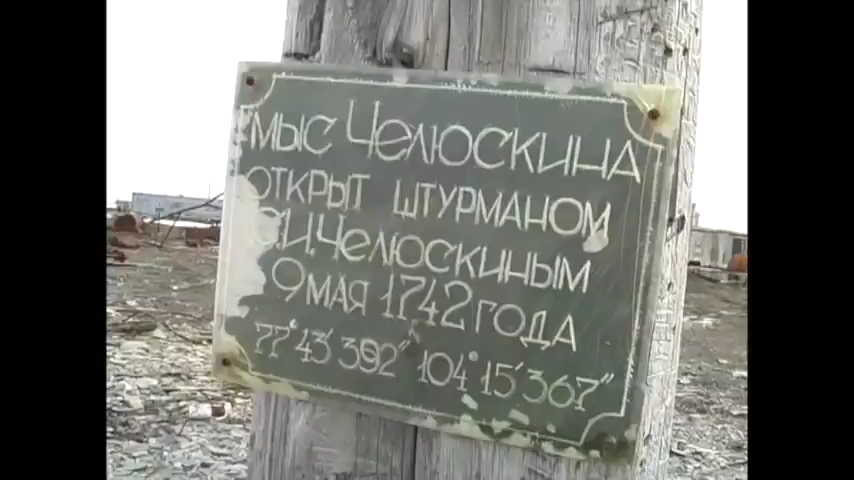 Мыс Челюскина
открыт штурманом
С.И.Челюскиным
9 мая 1742 года
77°43′392″ 104°15′367″